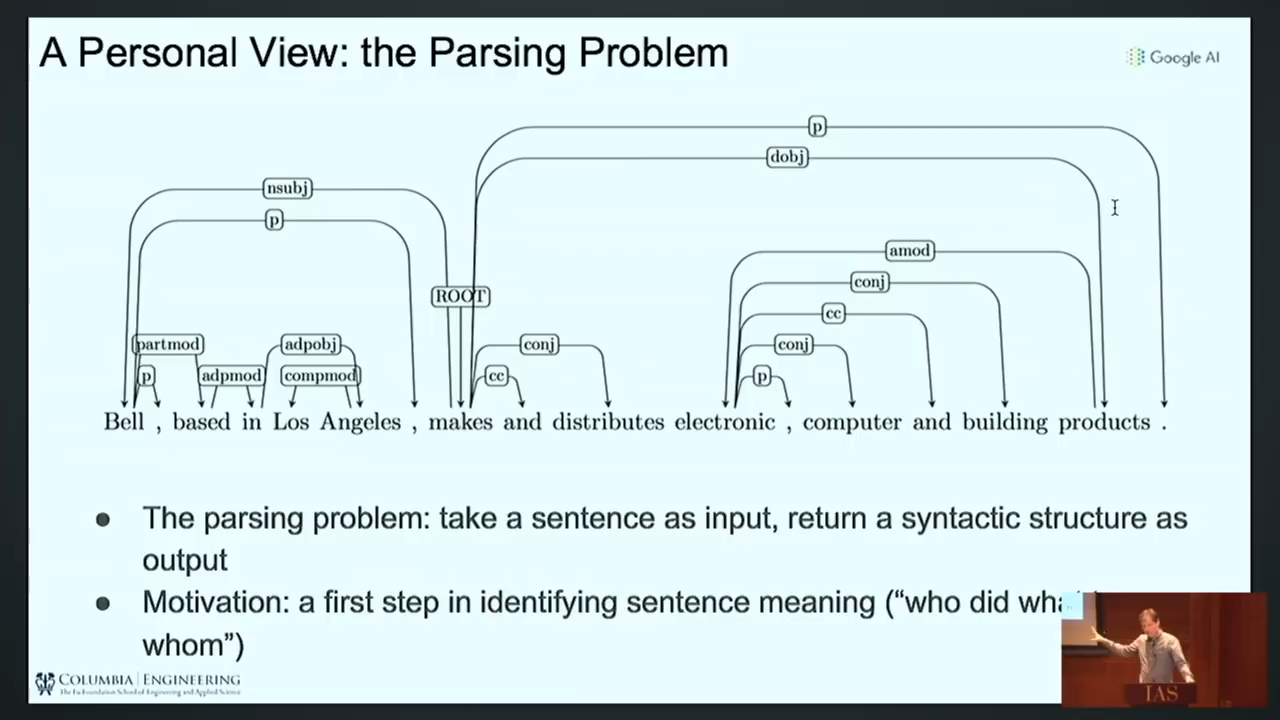 A Personal View: the Parsing Problem
Google AI
p
dobj
nsubj
p
amod
conj
ROOT
cc
partmod
adpobj
conj
conj
p
adpmod
compmod
cc
p
Bell , based in Los Angeles , makes and distributes electronic , computer and building products .
● The parsing problem: take a sentence as input, return a syntactic structure as
output
● Motivation: a first step in identifying sentence meaning (“who did
whom”)
COLUMBIA | ENGINEERING
The Fu Foundation School of Engineering and Applied Science
IAS